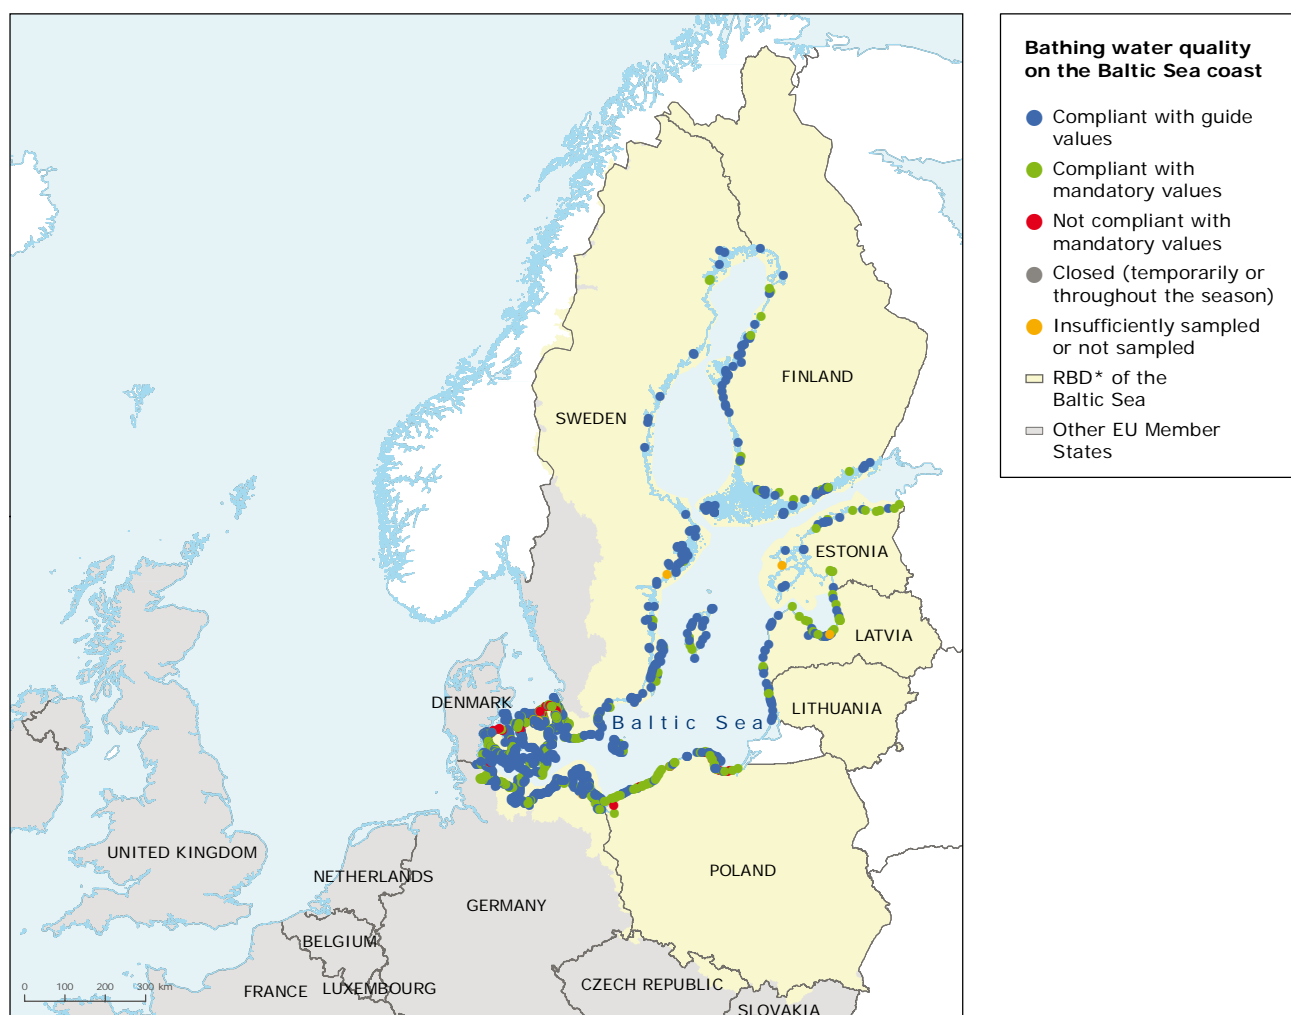 Bathing water quality
on the Baltic Sea coast
Compliant with guide
values
Compliant with
mandatory values
Not compliant with
mandatory values
Closed (temporarily or
throughout the season)
Insufficiently sampled
or not sampled
RBD* of the
Baltic Sea
Other EU Member
States
FINLAND
SWEDEN
ESTONIA
LATVIA
DENMARK
LITHUANIA
Baltic Sea
UNITED KINGDOM
NETHERLANDS
POLAND
GERMANY
BELGIUM
CZECH REPUBLIC
FRANCE
LUXEMBOURG
SLOVAKIA
0 100 200 300 km